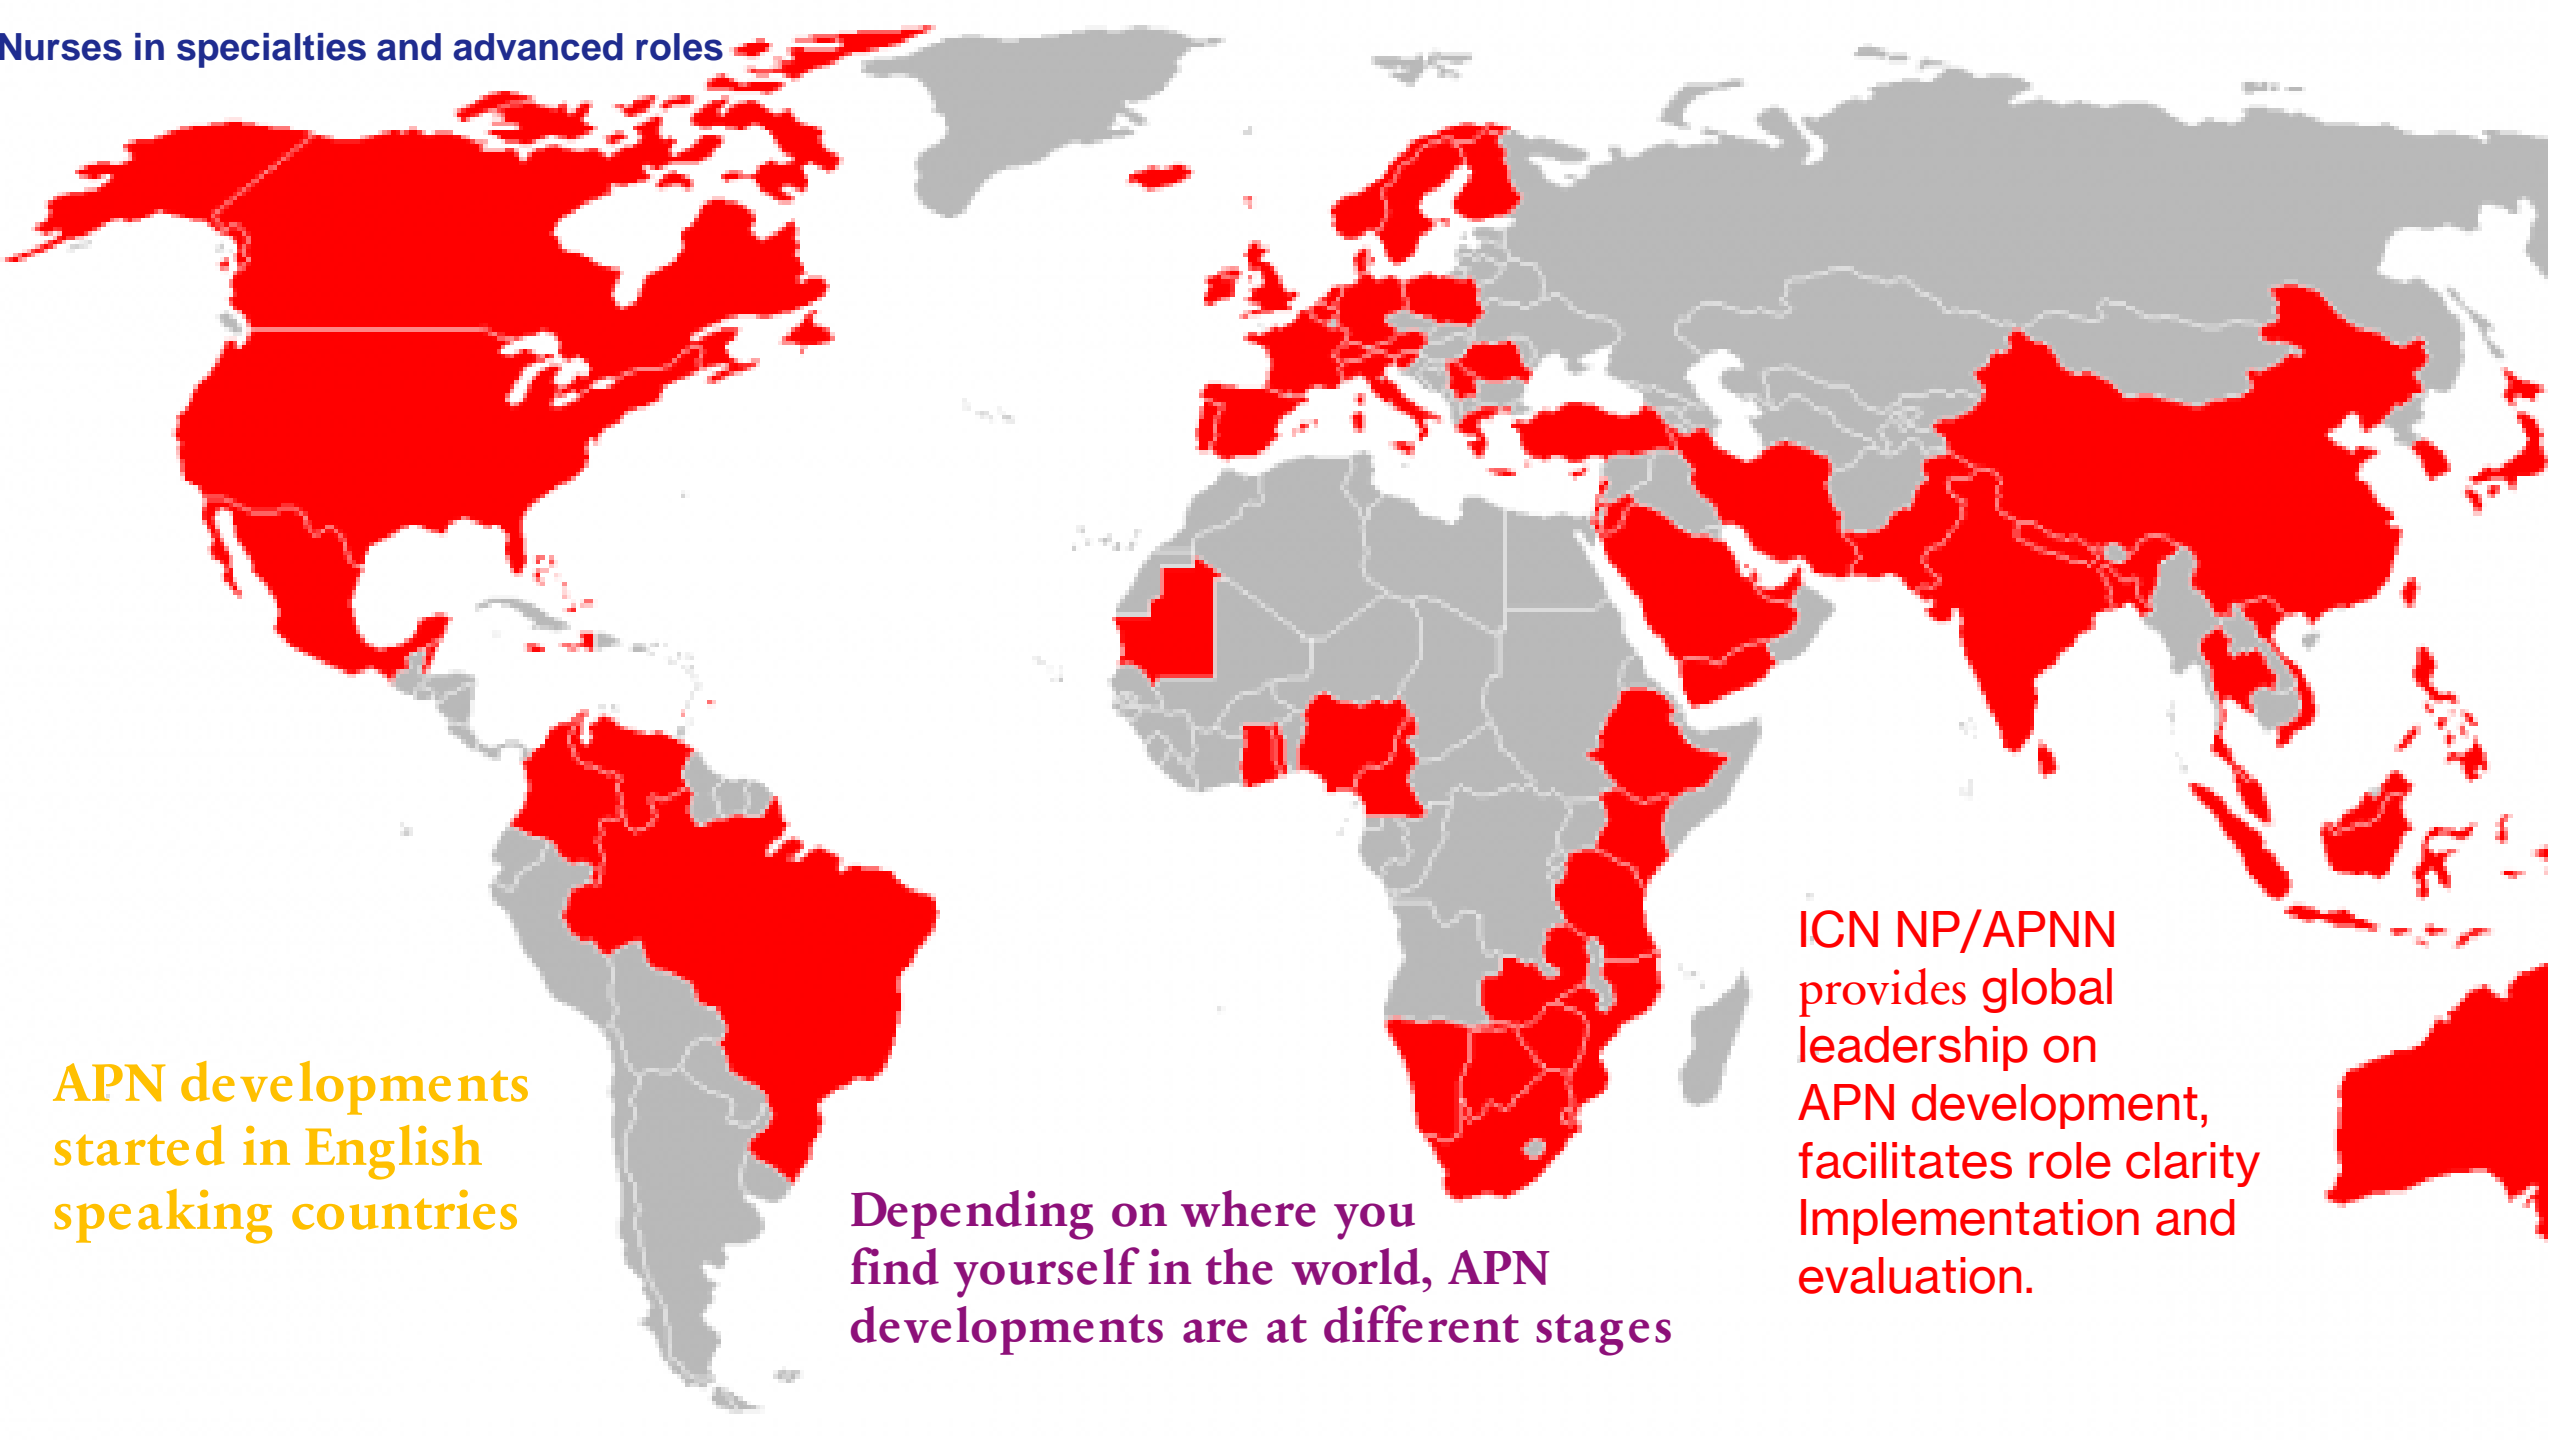 Nurses in specialties and advanced roles
APN developments
started in English
speaking countries
Depending on where you
find yourself in the world, APN
developments are at different stages
ICN NP/APNN
provides global
leadership on
APN development,
facilitates role clarity
Implementation and
evaluation.